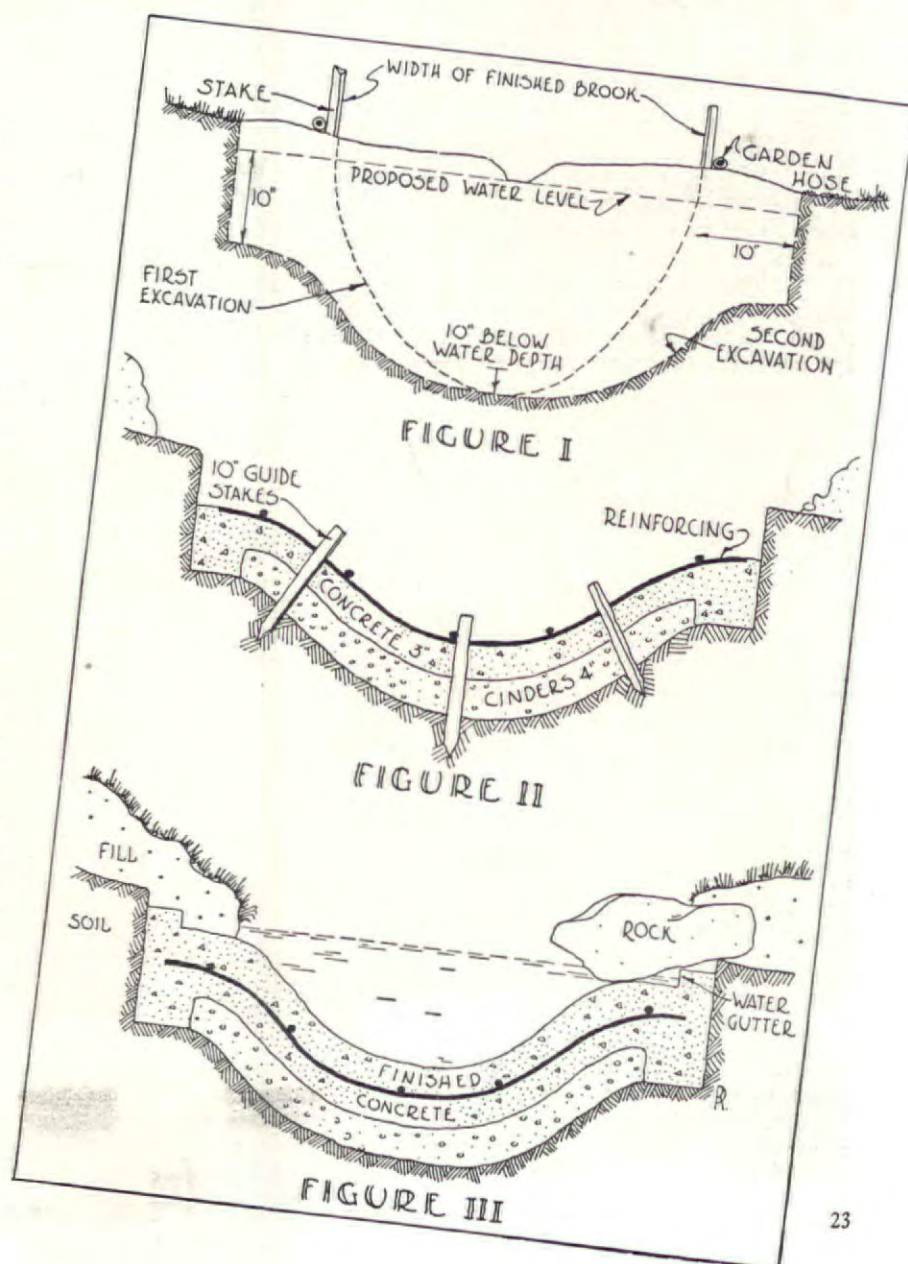 STAKE
WIDTH OF FINISHED BROOK
GARDEN
HOSE
PROPOSED WATER LEVEL
10"
10"
FIRST
EXCAVATION
10" BELOW
WATER DEPTH
SECOND
EXCAVATION
FIGURE I
10" GUIDE
STAKES
REINFORCING
CONCRETE 3"
CINDERS 4"
FIGURE II
FILL
SOIL
ROCK
WATER
GUTTER
FINISHED
CONCRETE
R.
FIGURE III
23